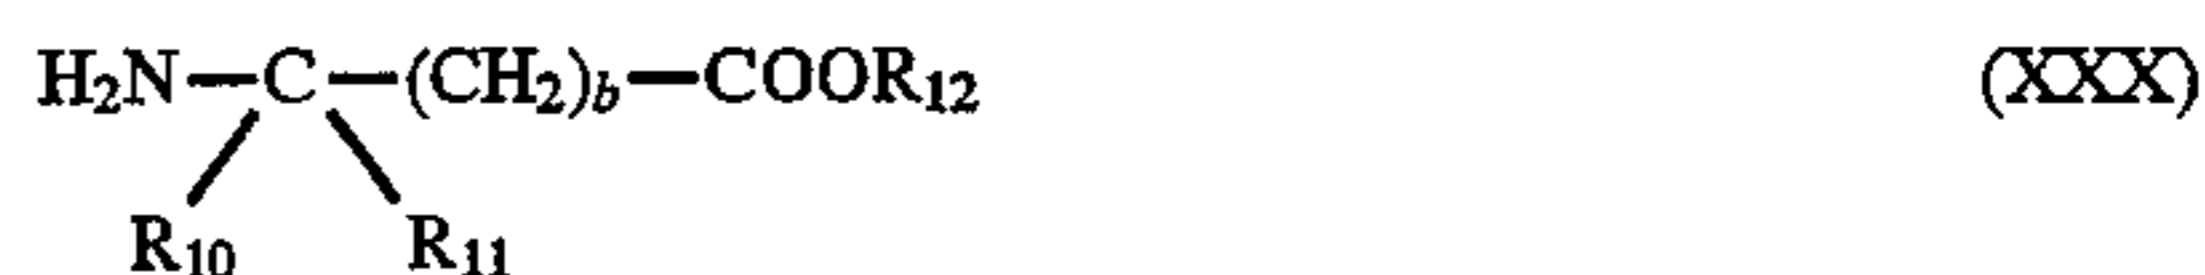 H₂N—C—(CH₂)b—COOR₁₂ (XXX)
R₁₀ R₁₁